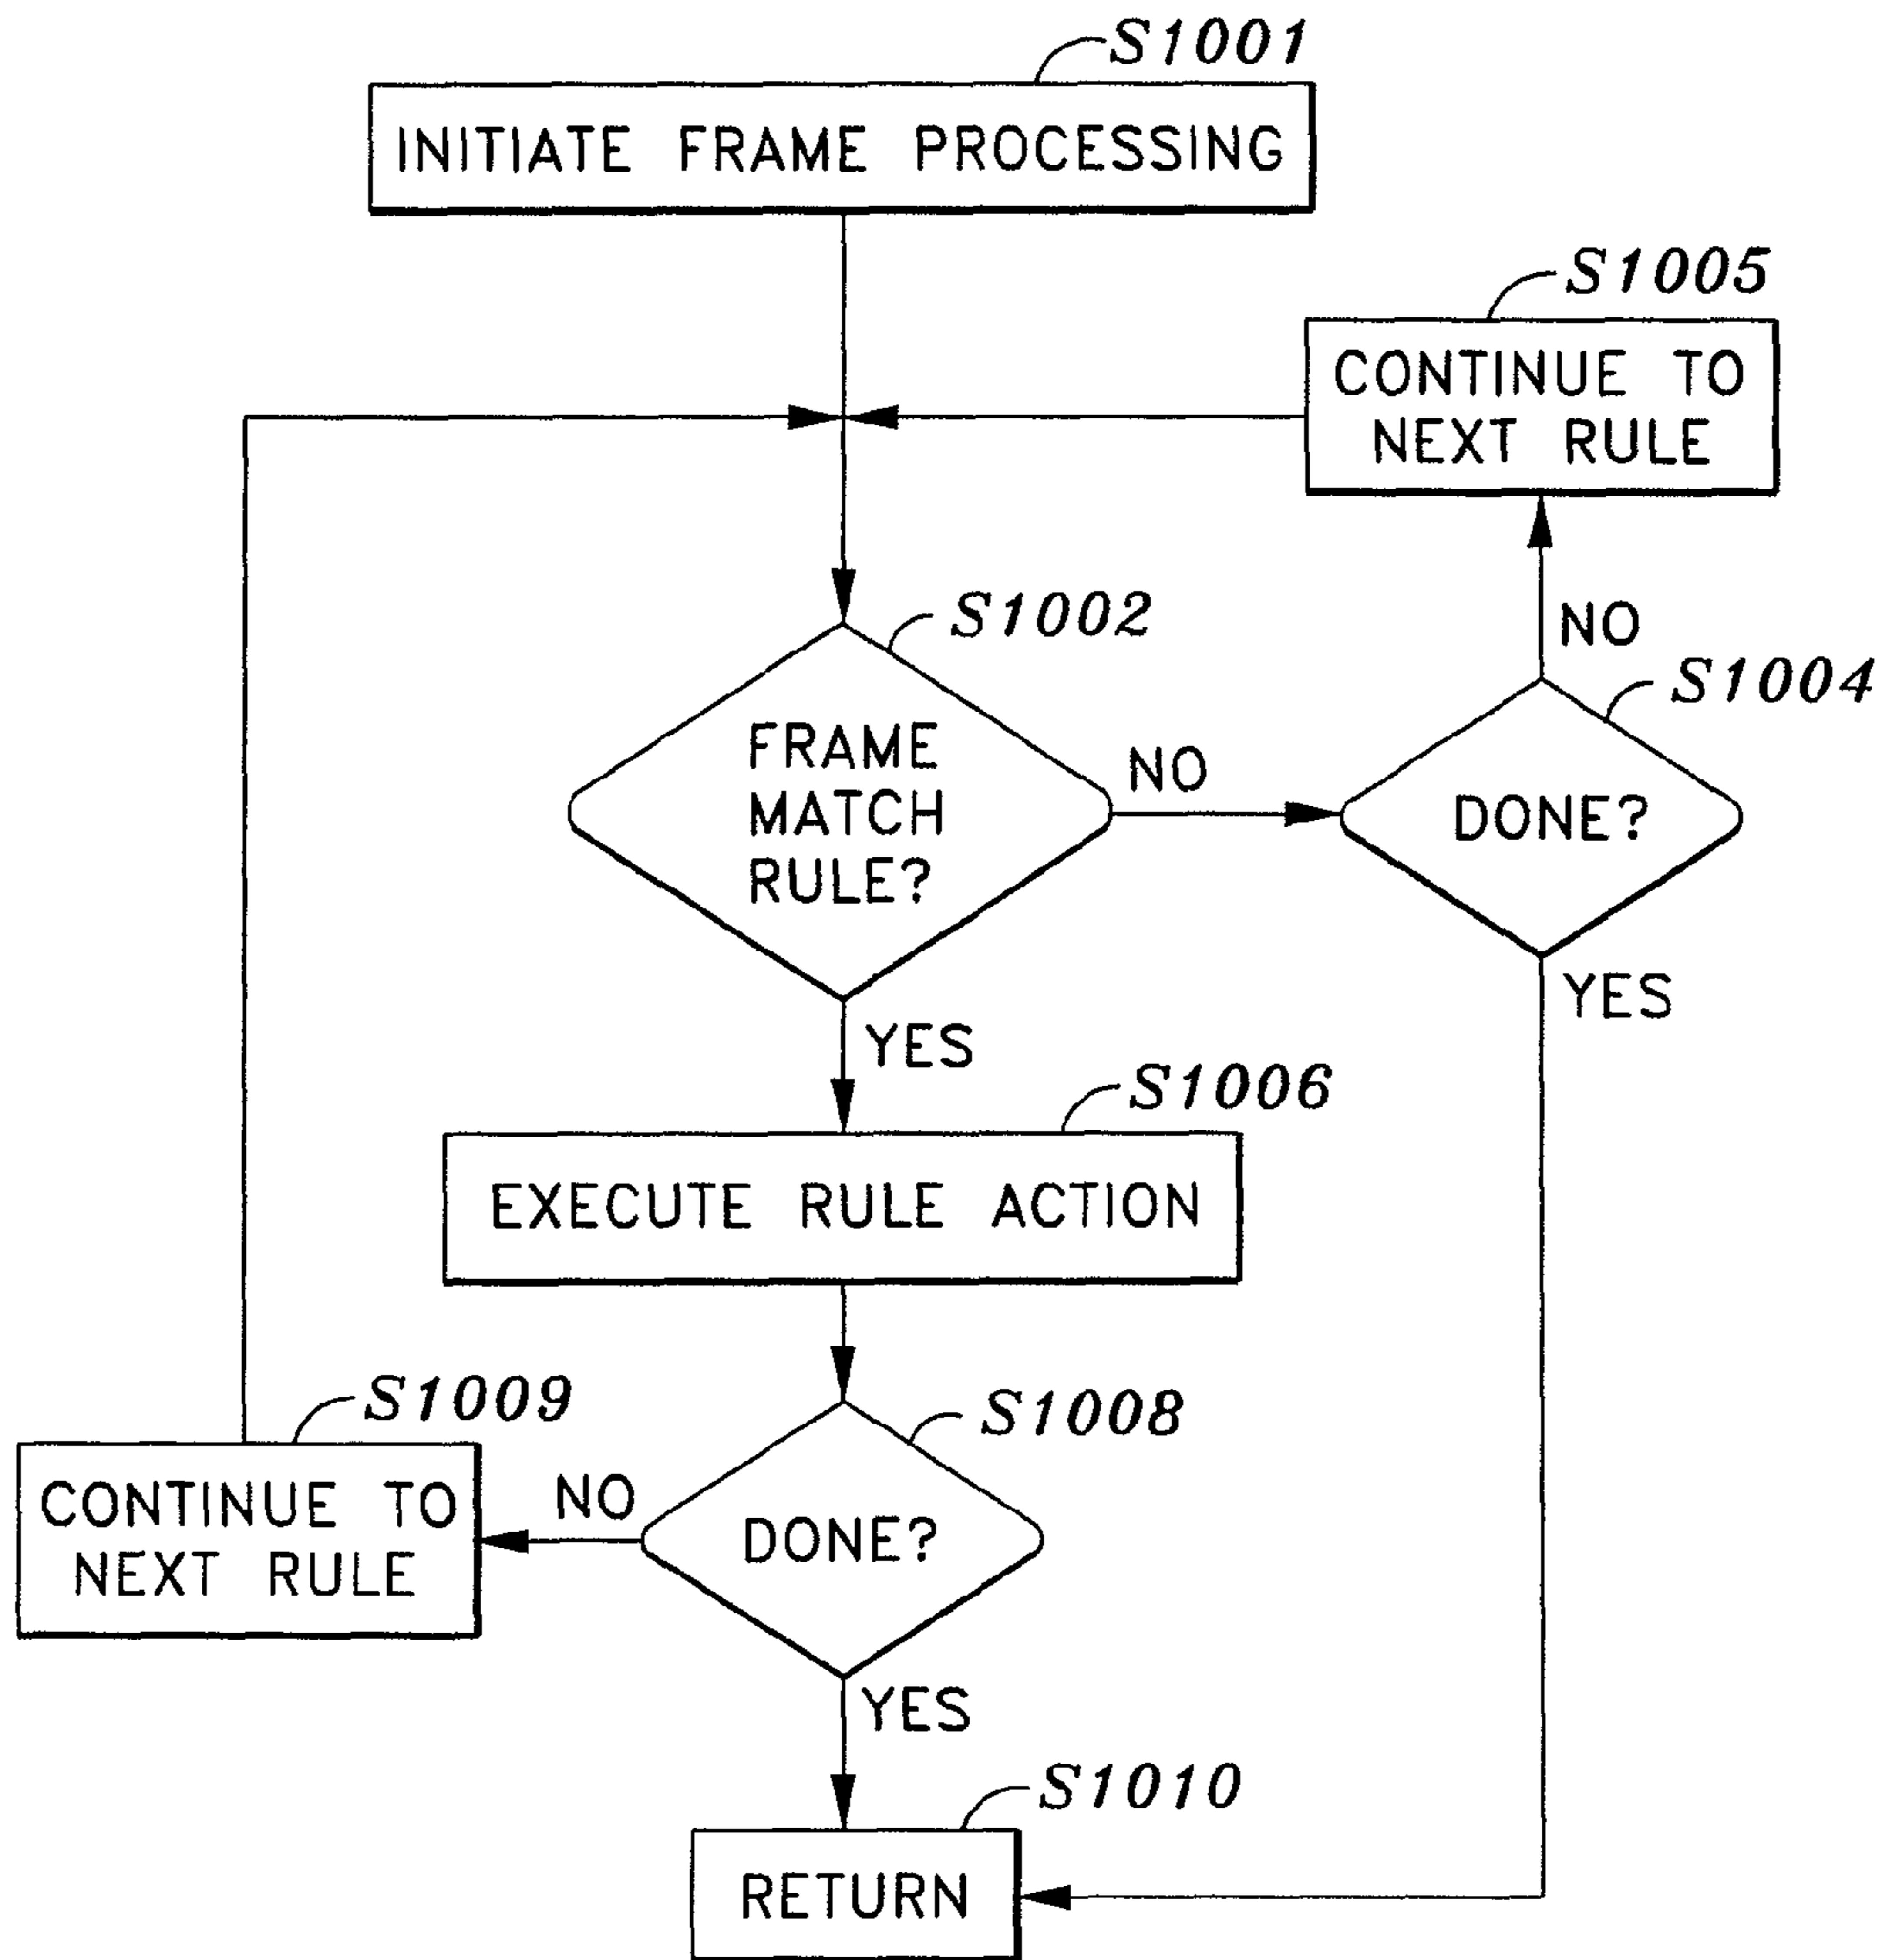 S1001
INITIATE FRAME PROCESSING
S1005
CONTINUE TO
NEXT RULE
S1002
NO
S1004
FRAME
MATCH
RULE?
NO
DONE?
YES
YES
S1006
EXECUTE RULE ACTION
S1009
S1008
CONTINUE TO
NEXT RULE
NO
DONE?
YES
S1010
RETURN